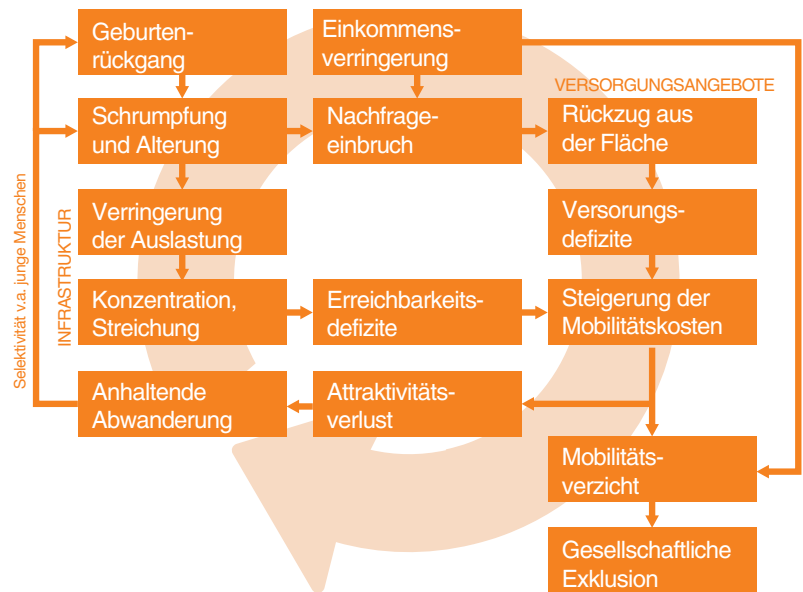 Geburten-
rückgang
Einkommens-
verringerung
VERSORGUNGSANGEBOTE
Schrumpfung
und Alterung
Nachfrage-
einbruch
Rückzug aus
der Fläche
Selektivität v.a. junge Menschen
INFRASTRUKTUR
Verringerung
der Auslastung
Versorungs-
defizite
Konzentration,
Streichung
Erreichbarkeits-
defizite
Steigerung der
Mobilitätskosten
Anhaltende
Abwanderung
Attraktivitäts-
verlust
Mobilitäts-
verzicht
Gesellschaftliche
Exklusion